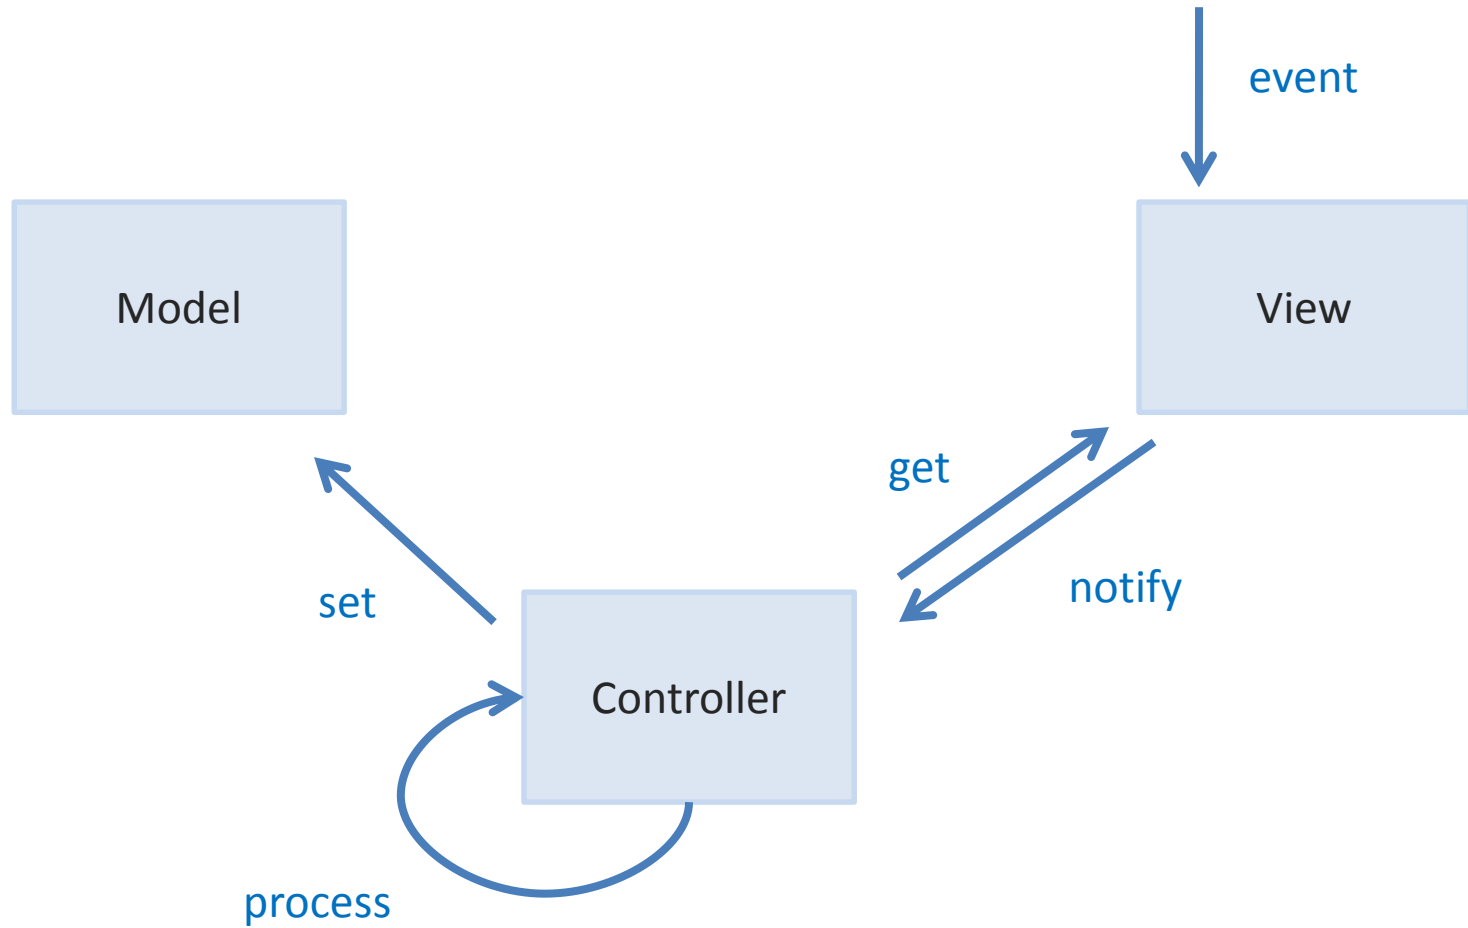 event
Model
View
get
notify
set
Controller
process